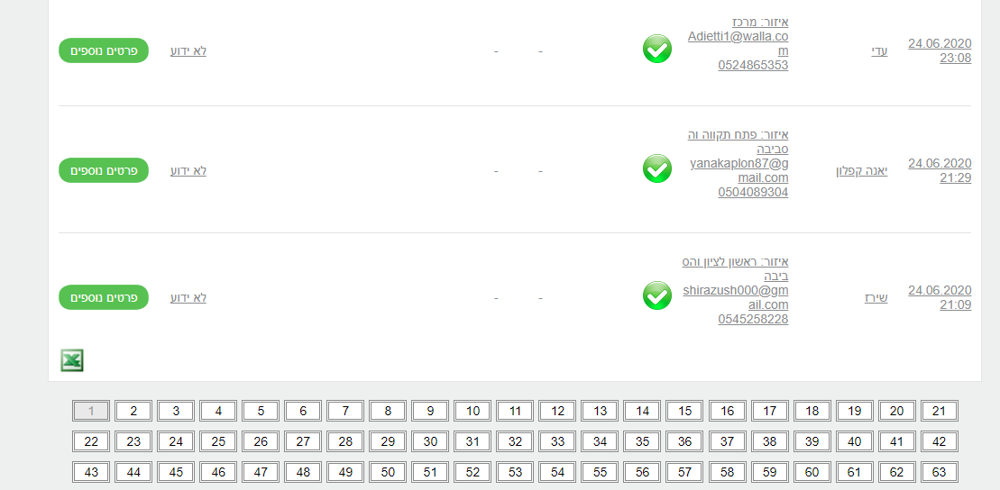 איזור: מרכז
Adietti1@walla.co
m
0524865353
24.06.2020
23:08
עדי
-
-
לא ידוע
פרטים נוספים
איזור: פתח תקווה וה
סביבה
yanakaplon87@g
mail.com
0504089304
24.06.2020
21:29
יאנה קפלון
-
-
לא ידוע
פרטים נוספים
איזור: ראשון לציון והס
ביבה
shirazush000@gm
ail.com
0545258228
24.06.2020
21:09
שירז
-
-
לא ידוע
פרטים נוספים
1 2 3 4 5 6 7 8 9 10 11 12 13 14 15 16 17 18 19 20 21
22 23 24 25 26 27 28 29 30 31 32 33 34 35 36 37 38 39 40 41 42
43 44 45 46 47 48 49 50 51 52 53 54 55 56 57 58 59 60 61 62 63